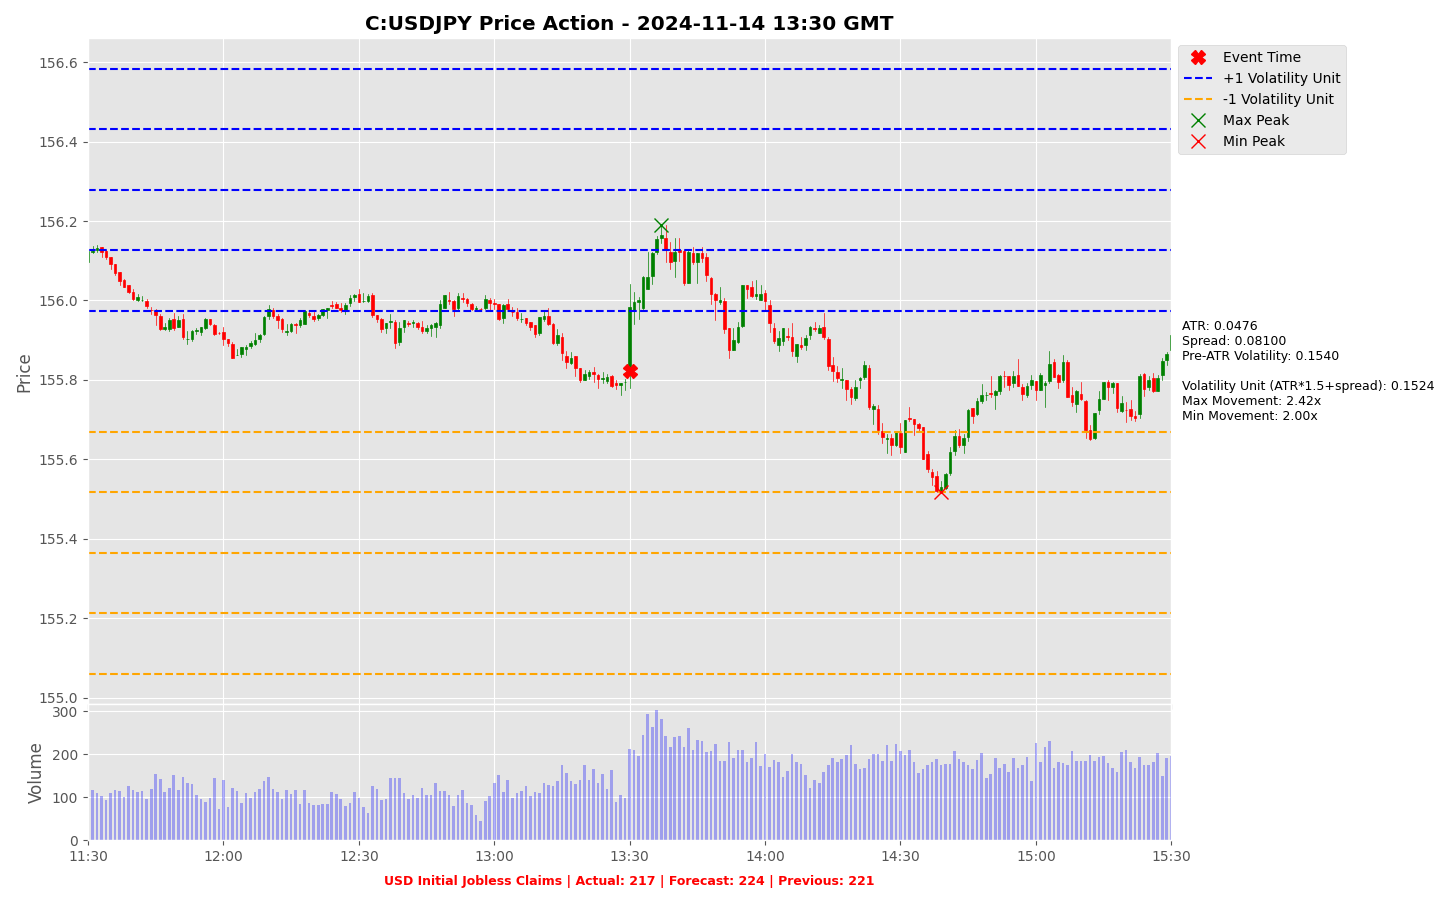 C:USDJPY Price Action - 2024-11-14 13:30 GMT
Event Time
+1 Volatility Unit
-1 Volatility Unit
Max Peak
Min Peak
156.6
156.4
156.2
156.0
155.8
155.6
155.4
155.2
155.0
Price
ATR: 0.0476
Spread: 0.08100
Pre-ATR Volatility: 0.1540
Volatility Unit (ATR*1.5+spread): 0.1524
Max Movement: 2.42x
Min Movement: 2.00x
300
200
100
0
Volume
11:30 12:00 12:30 13:00 13:30 14:00 14:30 15:00 15:30
USD Initial Jobless Claims | Actual: 217 | Forecast: 224 | Previous: 221